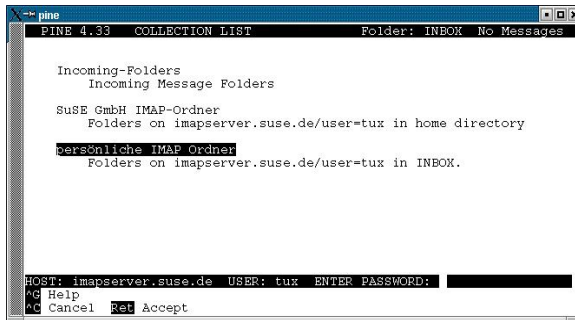 pine
PINE 4.33 COLLECTION LIST Folder: INBOX No Messages
Incoming-Folders
Incoming Message Folders
SuSE GmbH IMAP-Ordner
Folders on imapserver.suse.de/user=tux in home directory
persönliche IMAP Ordner
Folders on imapserver.suse.de/user=tux in INBOX.
HOST: imapserver.suse.de USER: tux ENTER PASSWORD:
^G Help
^C Cancel Ret Accept